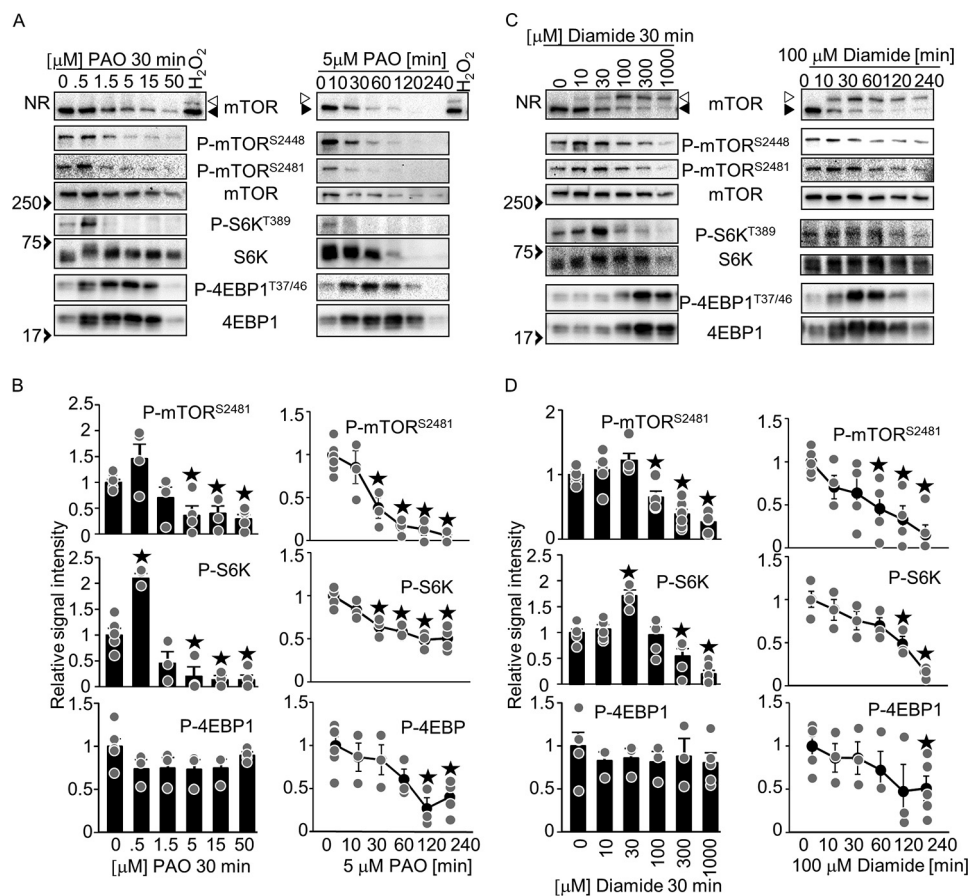 A
[µM] PAO 30 min
0 .5 1.5 5 15 50 H2O2
5µM PAO [min]
0 10 30 60 120 240 H2O2
NR
mTOR
P-mTORS2448
P-mTORS2481
mTOR
250
P-S6KT389
75
S6K
P-4EBP1T37/46
4EBP1
17
C
[µM] Diamide 30 min
0 10 30 100 300 1000
100 µM Diamide [min]
0 10 30 60 120 240
NR
mTOR
P-mTORS2448
P-mTORS2481
mTOR
250
P-S6KT389
75
S6K
P-4EBP1T37/46
4EBP1
17
B
Relative signal intensity
P-mTORS2481
2.5
2
1.5
1
0.5
0
P-mTORS2481
1.5
1
0.5
0
P-S6K
2.5
2
1.5
1
0.5
0
P-S6K
1.5
1
0.5
0
P-4EBP1
1.5
1
0.5
0
0 .5 1.5 5 15 50
[µM] PAO 30 min
P-4EBP
1.5
1
0.5
0
0 10 30 60 120 240
5 µM PAO [min]
D
Relative signal intensity
P-mTORS2481
2
1
0
P-mTORS2481
1.5
1
0.5
0
P-S6K
2.5
2
1.5
1
0.5
0
P-S6K
1.5
1
0.5
0
P-4EBP1
1.5
1
0.5
0
0 10 30 100 300 1000
[µM] Diamide 30 min
P-4EBP1
1.5
1
0.5
0
0 10 30 60 120 240
100 µM Diamide [min]